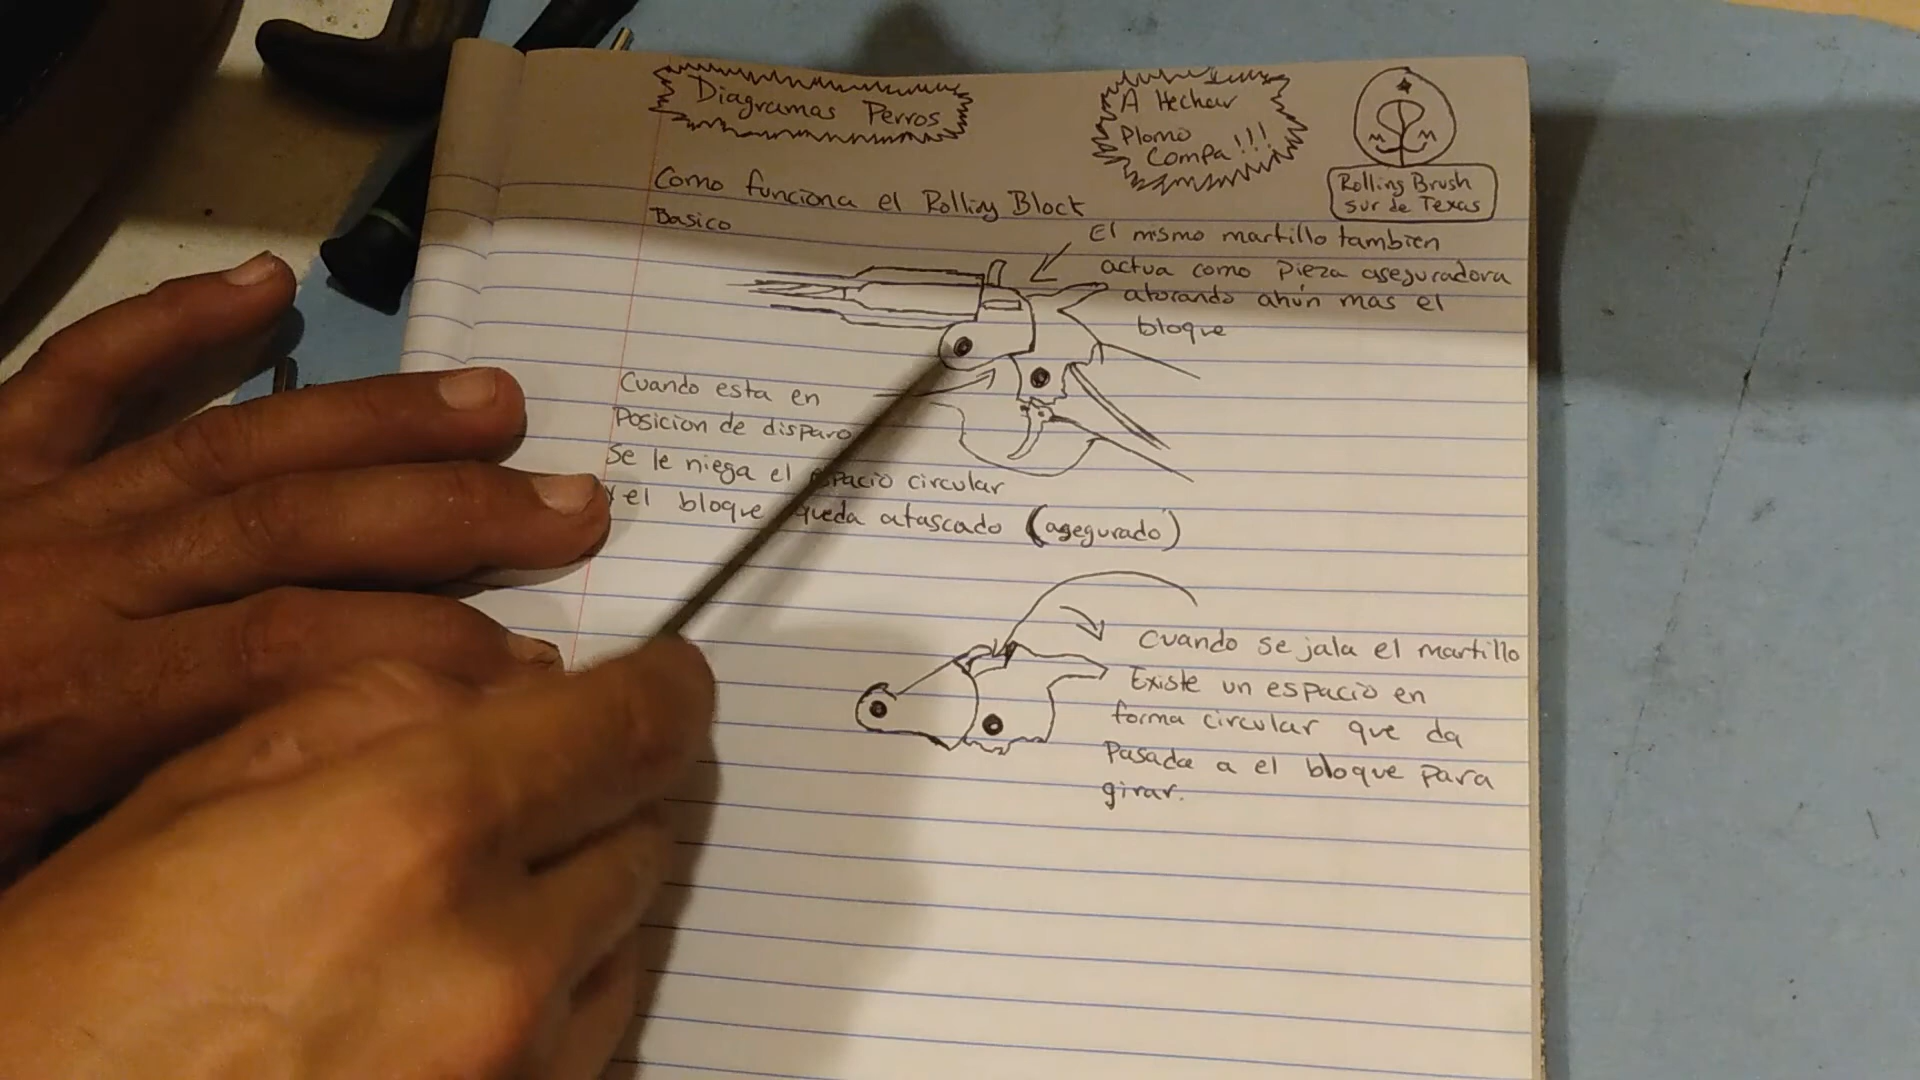 Diagramas Perros
A Hechar
Plomo
Compa!!!
Rolling Brush
sur de Texas
Como funciona el Rolling Block
Basico
El mismo martillo tambien
actua como pieza aseguradora
atorando ahún mas el
bloque
Cuando esta en
Posicion de disparo
Se le niega el espacio circular
Y el bloque queda atascado (asegurado)
Cuando se jala el martillo
Existe un espacio en
forma circular que da
Pasada a el bloque para
girar.